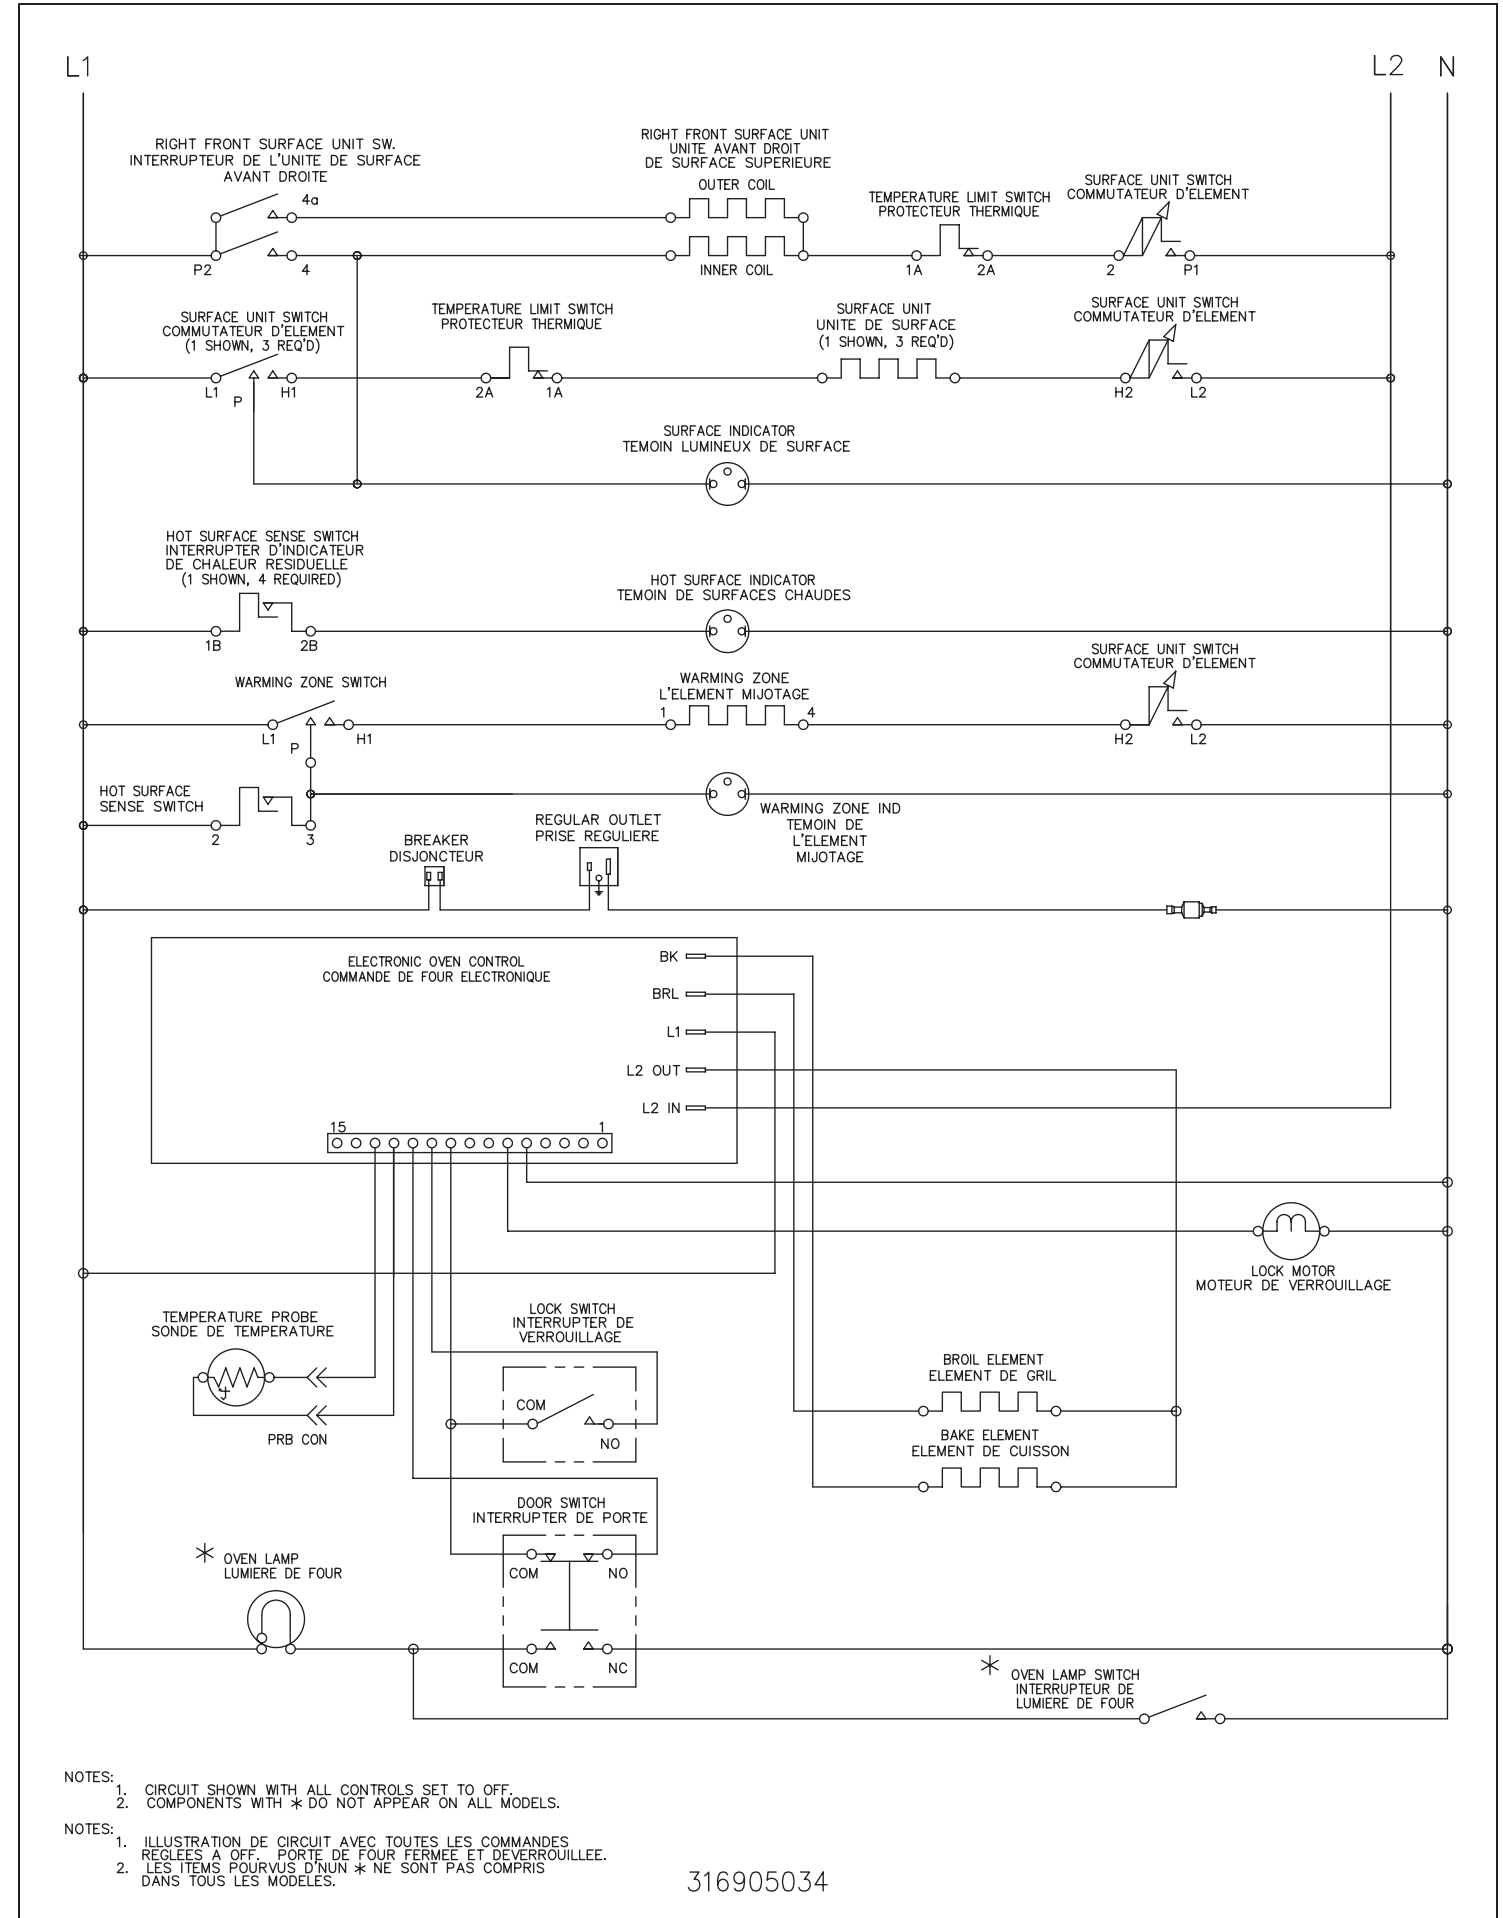 L1
L2 N
RIGHT FRONT SURFACE UNIT SW.
INTERRUPTEUR DE L'UNITE DE SURFACE
AVANT DROITE
4a
P2
4
RIGHT FRONT SURFACE UNIT
UNITE AVANT DROIT
DE SURFACE SUPERIEURE
OUTER COIL
INNER COIL
TEMPERATURE LIMIT SWITCH
PROTECTEUR THERMIQUE
1A
2A
SURFACE UNIT SWITCH
COMMUTATEUR D'ELEMENT
2
P1
SURFACE UNIT SWITCH
COMMUTATEUR D'ELEMENT
(1 SHOWN, 3 REQ'D)
L1
P
H1
TEMPERATURE LIMIT SWITCH
PROTECTEUR THERMIQUE
2A
1A
SURFACE UNIT
UNITE DE SURFACE
(1 SHOWN, 3 REQ'D)
SURFACE UNIT SWITCH
COMMUTATEUR D'ELEMENT
H2
L2
SURFACE INDICATOR
TEMOIN LUMINEUX DE SURFACE
HOT SURFACE SENSE SWITCH
INTERRUPTER D'INDICATEUR
DE CHALEUR RESIDUELLE
(1 SHOWN, 4 REQUIRED)
1B
2B
HOT SURFACE INDICATOR
TEMOIN DE SURFACES CHAUDES
WARMING ZONE SWITCH
L1
P
H1
WARMING ZONE
L'ELEMENT MIJOTAGE
1
4
SURFACE UNIT SWITCH
COMMUTATEUR D'ELEMENT
H2
L2
HOT SURFACE
SENSE SWITCH
2
3
WARMING ZONE IND
TEMOIN DE
L'ELEMENT
MIJOTAGE
BREAKER
DISJONCTEUR
REGULAR OUTLET
PRISE REGULIERE
ELECTRONIC OVEN CONTROL
COMMANDE DE FOUR ELECTRONIQUE
BK
BRL
L1
L2 OUT
L2 IN
15
1
LOCK MOTOR
MOTEUR DE VERROUILLAGE
TEMPERATURE PROBE
SONDE DE TEMPERATURE
PRB CON
LOCK SWITCH
INTERRUPTER DE
VERROUILLAGE
COM
NO
BROIL ELEMENT
ELEMENT DE GRIL
BAKE ELEMENT
ELEMENT DE CUISSON
DOOR SWITCH
INTERRUPTER DE PORTE
COM
NO
COM
NC
* OVEN LAMP
LUMIERE DE FOUR
* OVEN LAMP SWITCH
INTERRUPTEUR DE
LUMIERE DE FOUR
NOTES:
1. CIRCUIT SHOWN WITH ALL CONTROLS SET TO OFF.
2. COMPONENTS WITH * DO NOT APPEAR ON ALL MODELS.
NOTES:
1. ILLUSTRATION DE CIRCUIT AVEC TOUTES LES COMMANDES
REGLEES A OFF. PORTE DE FOUR FERMEE ET DEVERROUILLEE.
2. LES ITEMS POURVUS D'NUN * NE SONT PAS COMPRIS
DANS TOUS LES MODELES.
316905034